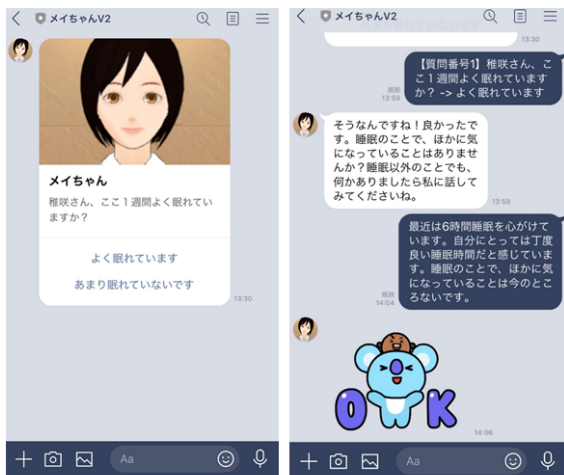 メイちゃんV2
メイちゃん
稚咲さん、ここ1週間よく眠れてい
ますか?
よく眠れています
あまり眠れていないです
13:30
Aa
メイちゃんV2
13:30
【質問番号1】稚咲さん、こ
こ1週間よく眠れています
か? -> よく眠れています
既読
13:59
そうなんですね!良かったで
す。睡眠のことで、ほかに気
になっていることはありませ
んか?睡眠以外のことでも、
何かありましたら私に話して
みてくださいね。
13:59
最近は6時間睡眠を心がけて
います。自分にとっては丁度
良い睡眠時間だと感じていま
す。睡眠のことで、ほかに気
になっていることは今のとこ
ろないです。
既読
14:04
OK
14:06
Aa